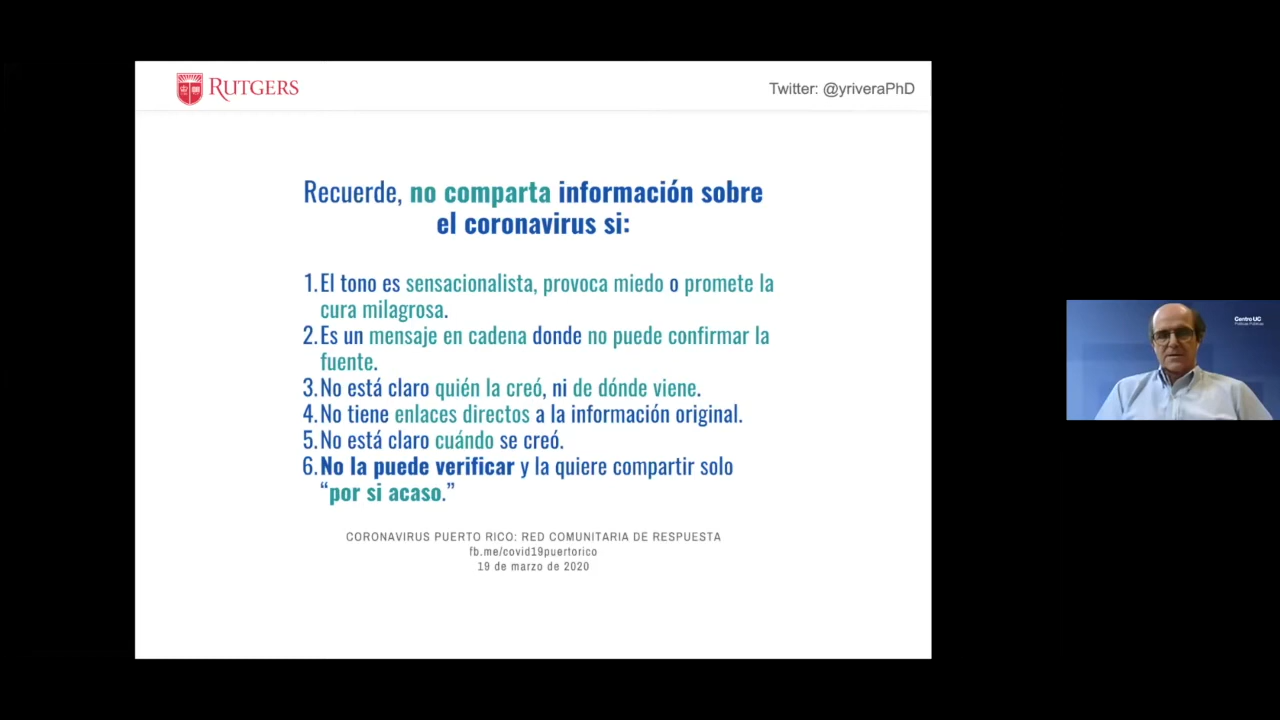 RUTGERS
Twitter: @yriveraPhD
Recuerde, no comparta información sobre
el coronavirus si:
1. El tono es sensacionalista, provoca miedo o promete la
cura milagrosa.
2. Es un mensaje en cadena donde no puede confirmar la
fuente.
3. No está claro quién la creó, ni de dónde viene.
4. No tiene enlaces directos a la información original.
5. No está claro cuándo se creó.
6. No la puede verificar y la quiere compartir solo
“por si acaso.”
CORONAVIRUS PUERTO RICO: RED COMUNITARIA DE RESPUESTA
fb.me/covid19puertorico
19 de marzo de 2020
Centro UC
Políticas Públicas